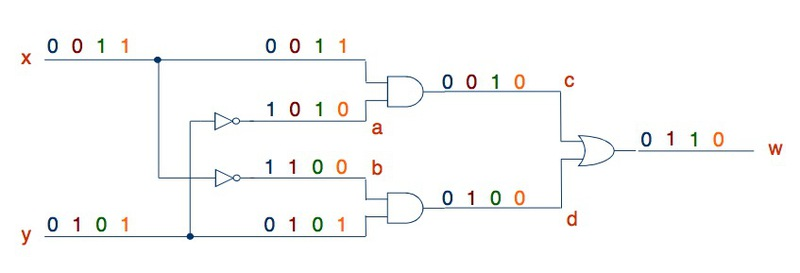 x 0 0 1 1 0 0 1 1
0 0 1 0 c
1 0 1 0
a
0 1 1 0 w
1 1 0 0 b
0 1 0 0
d
y 0 1 0 1 0 1 0 1